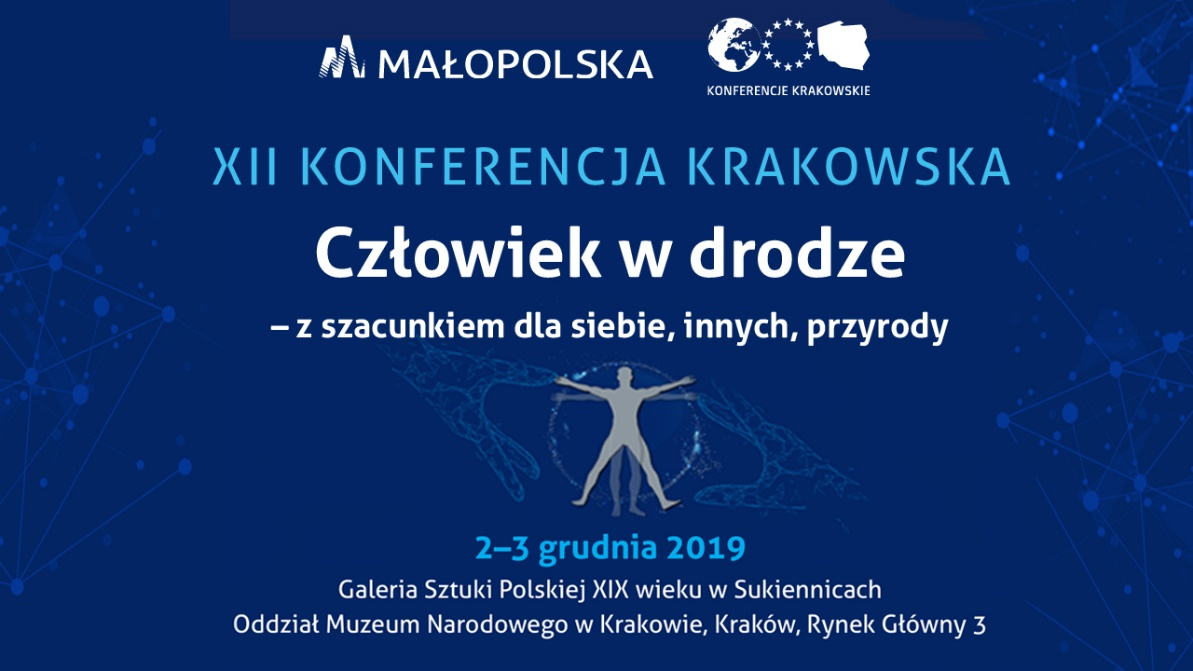 MAŁOPOLSKA
KONFERENCJE KRAKOWSKIE
XII KONFERENCJA KRAKOWSKA
Człowiek w drodze
– z szacunkiem dla siebie, innych, przyrody
2–3 grudnia 2019
Galeria Sztuki Polskiej XIX wieku w Sukiennicach
Oddział Muzeum Narodowego w Krakowie, Kraków, Rynek Główny 3